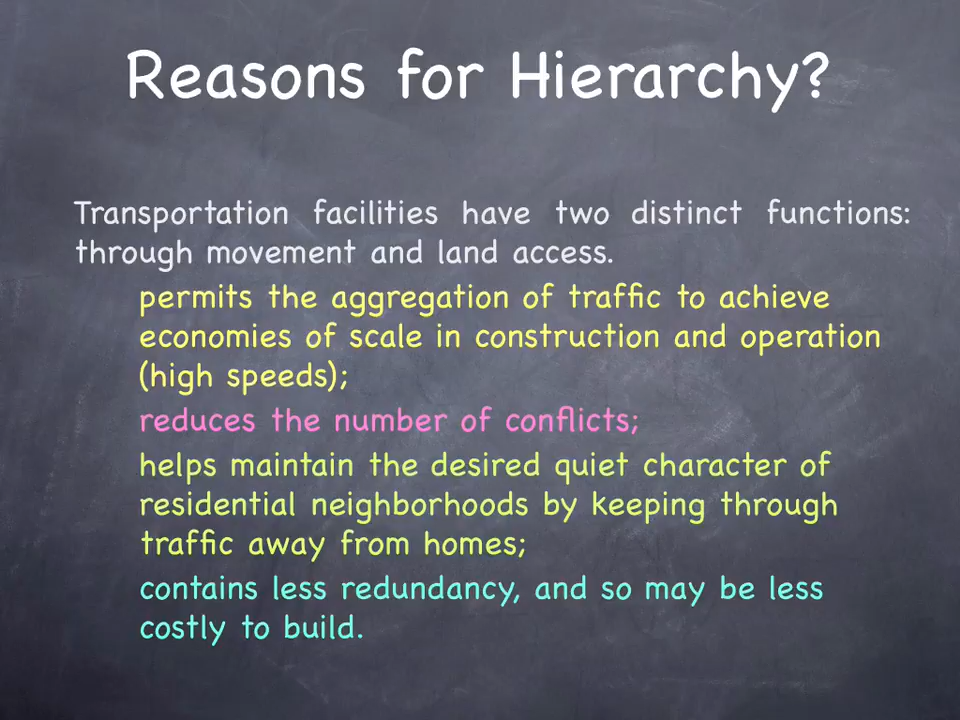 Reasons for Hierarchy?
Transportation facilities have two distinct functions:
through movement and land access.
permits the aggregation of traffic to achieve
economies of scale in construction and operation
(high speeds);
reduces the number of conflicts;
helps maintain the desired quiet character of
residential neighborhoods by keeping through
traffic away from homes;
contains less redundancy, and so may be less
costly to build.